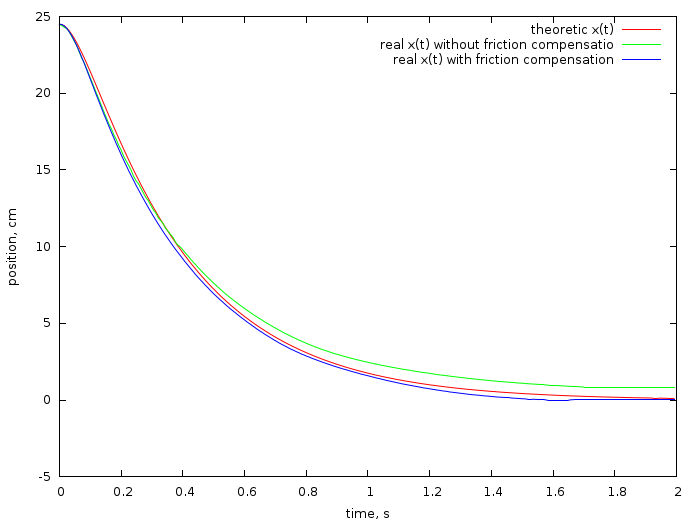 25
20
15
10
5
0
-5
position, cm
theoretic x(t)
real x(t) without friction compensatio
real x(t) with friction compensation
0 0.2 0.4 0.6 0.8 1 1.2 1.4 1.6 1.8 2
time, s